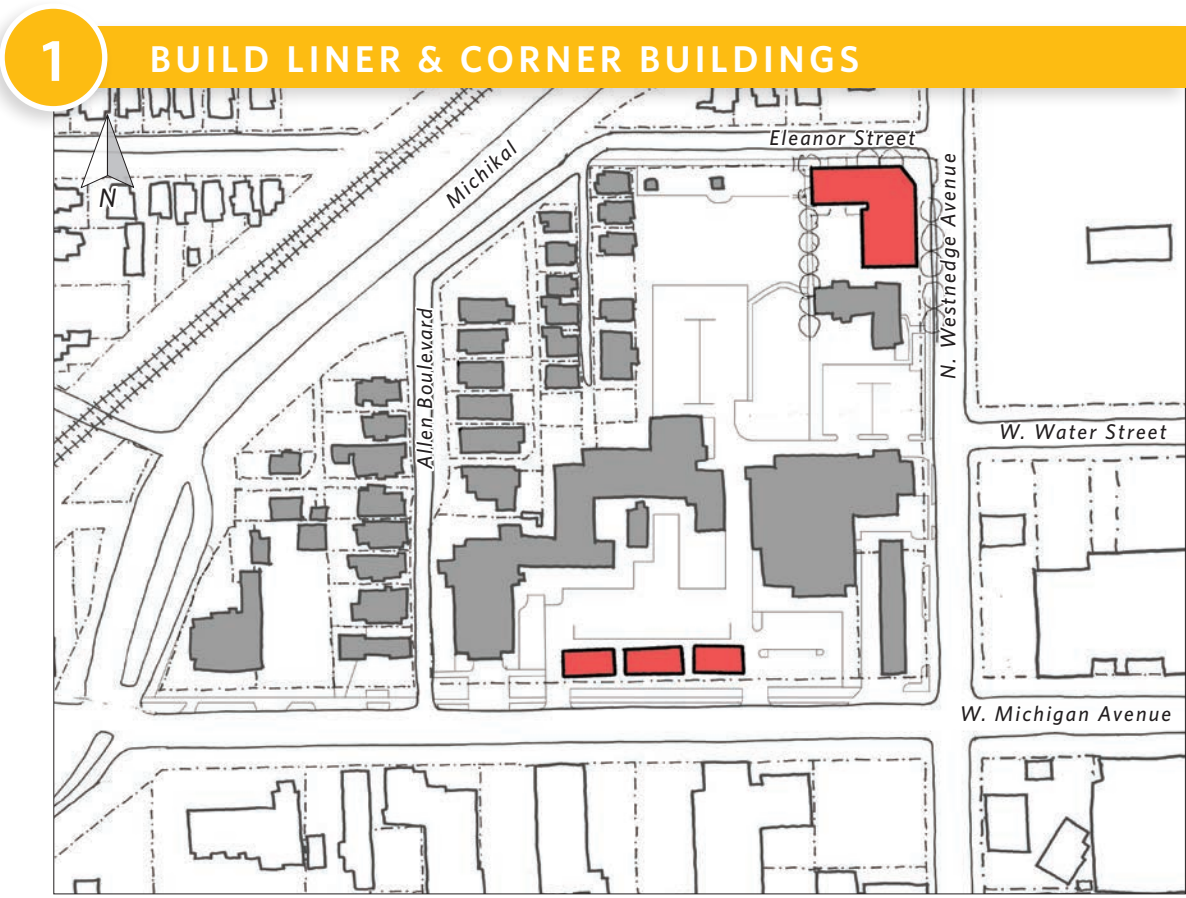 1
BUILD LINER & CORNER BUILDINGS
Eleanor Street
Michikal
N. Westnedge Avenue
N
Allen Boulevard
W. Water Street
W. Michigan Avenue